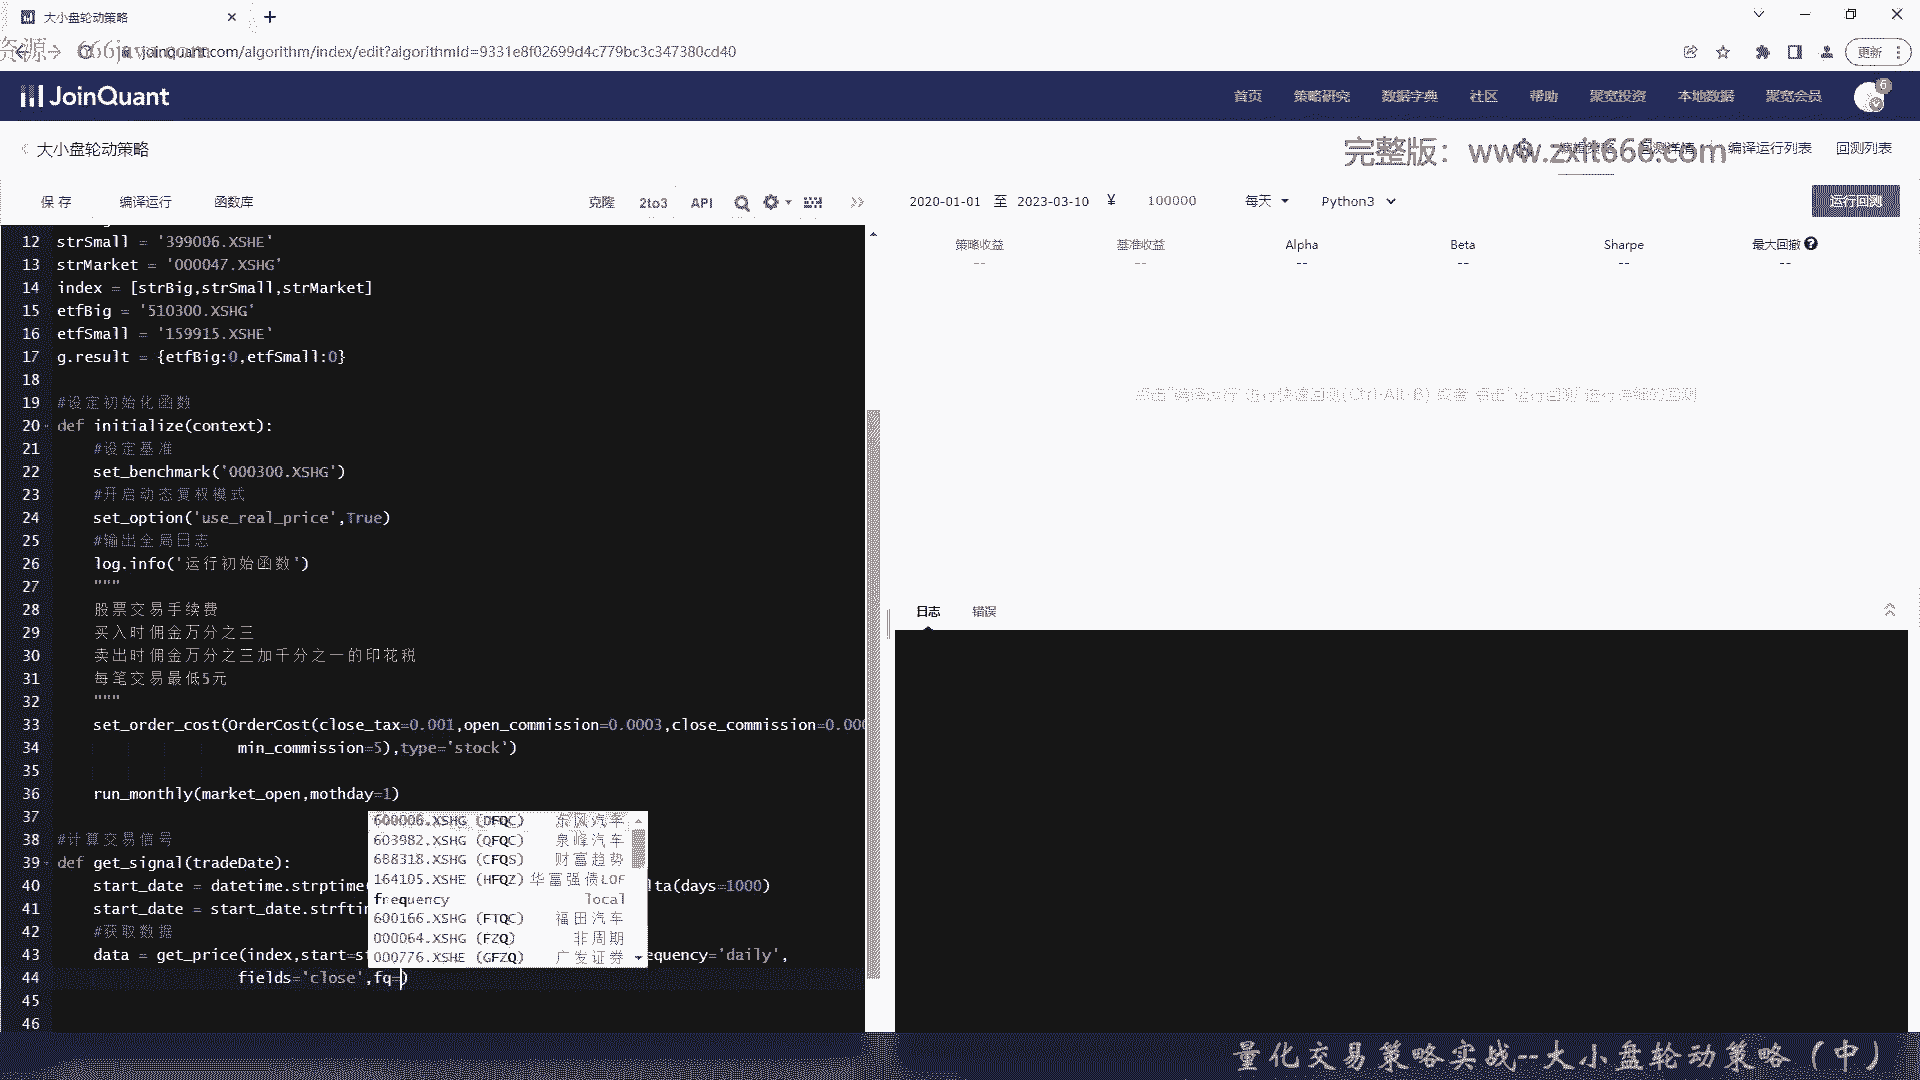 大小盘轮动策略
joinquant.com/algorithm/index/edit?algorithmId=9331e8f02699d4c779bc3c347380cd40
更新
JoinQuant
首页 策略研究 数据字典 社区 帮助 聚宽投资 本地数据 聚宽会员
6
大小盘轮动策略
完整版：www.zxit666.com
编译运行列表 回测列表
保存 编译运行 函数库 克隆 2to3 API
2020-01-01 至 2023-03-10 ￥ 100000 每天 Python3 运行回测
策略收益 基准收益 Alpha Beta Sharpe 最大回撤
-- -- -- -- -- --
12 strSmall = '399006.XSHE'
13 strMarket = '000047.XSHG'
14 index = [strBig,strSmall,strMarket]
15 etfBig = '510300.XSHG'
16 etfSmall = '159915.XSHE'
17 g.result = {etfBig:0,etfSmall:0}
18
19 #设定初始化函数
20 def initialize(context):
21 #设定基准
22 set_benchmark('000300.XSHG')
23 #开启动态复权模式
24 set_option('use_real_price',True)
25 #输出全局日志
26 log.info('运行初始函数')
27 """
28 股票交易手续费
29 买入时佣金万分之三
30 卖出时佣金万分之三加千分之一的印花税
31 每笔交易最低5元
32 """
33 set_order_cost(OrderCost(close_tax=0.001,open_commission=0.0003,close_commission=0.000
34 min_commission=5),type='stock')
35
36 run_monthly(market_open,mothday=1)
37
38 #计算交易信号
39 def get_signal(tradeDate):
40 start_date = datetime.strptime( lta(days=1000)
41 start_date = start_date.strfti
42 #获取数据
43 data = get_price(index,start=s equency='daily',
44 fields='close',fq=)
45
46
600006.XSHG (DFQC) 东风汽车
603982.XSHG (QFQC) 泉峰汽车
688318.XSHG (CFQS) 财富趋势
164105.XSHE (HFQZ) 华富强债LOF
frequency local
600166.XSHG (FTQC) 福田汽车
000064.XSHG (FZQ) 非周期
000776.XSHE (GFZQ) 广发证券
日志 错误
量化交易策略实战--大小盘轮动策略（中）